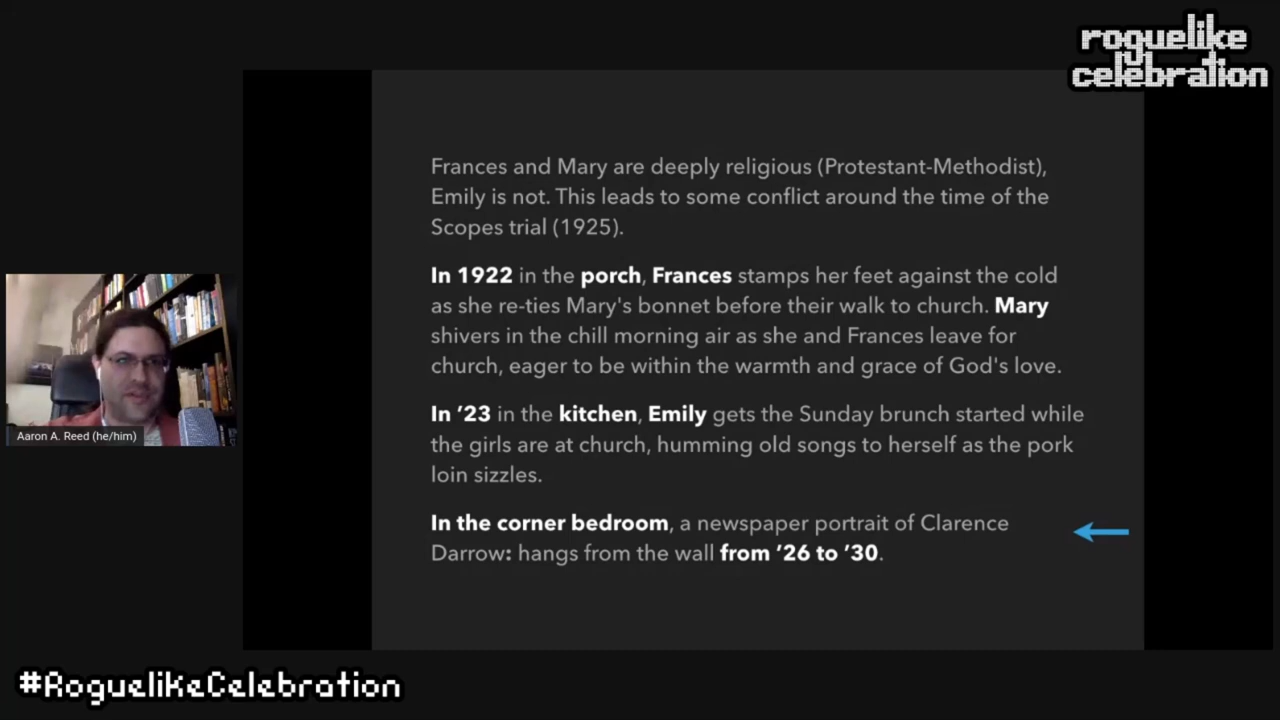 roguelike
celebration
Frances and Mary are deeply religious (Protestant-Methodist),
Emily is not. This leads to some conflict around the time of the
Scopes trial (1925).
In 1922 in the porch, Frances stamps her feet against the cold
as she re-ties Mary's bonnet before their walk to church. Mary
shivers in the chill morning air as she and Frances leave for
church, eager to be within the warmth and grace of God's love.
In ’23 in the kitchen, Emily gets the Sunday brunch started while
the girls are at church, humming old songs to herself as the pork
loin sizzles.
In the corner bedroom, a newspaper portrait of Clarence
Darrow: hangs from the wall from ’26 to ’30.
Aaron A. Reed (he/him)
#RoguelikeCelebration